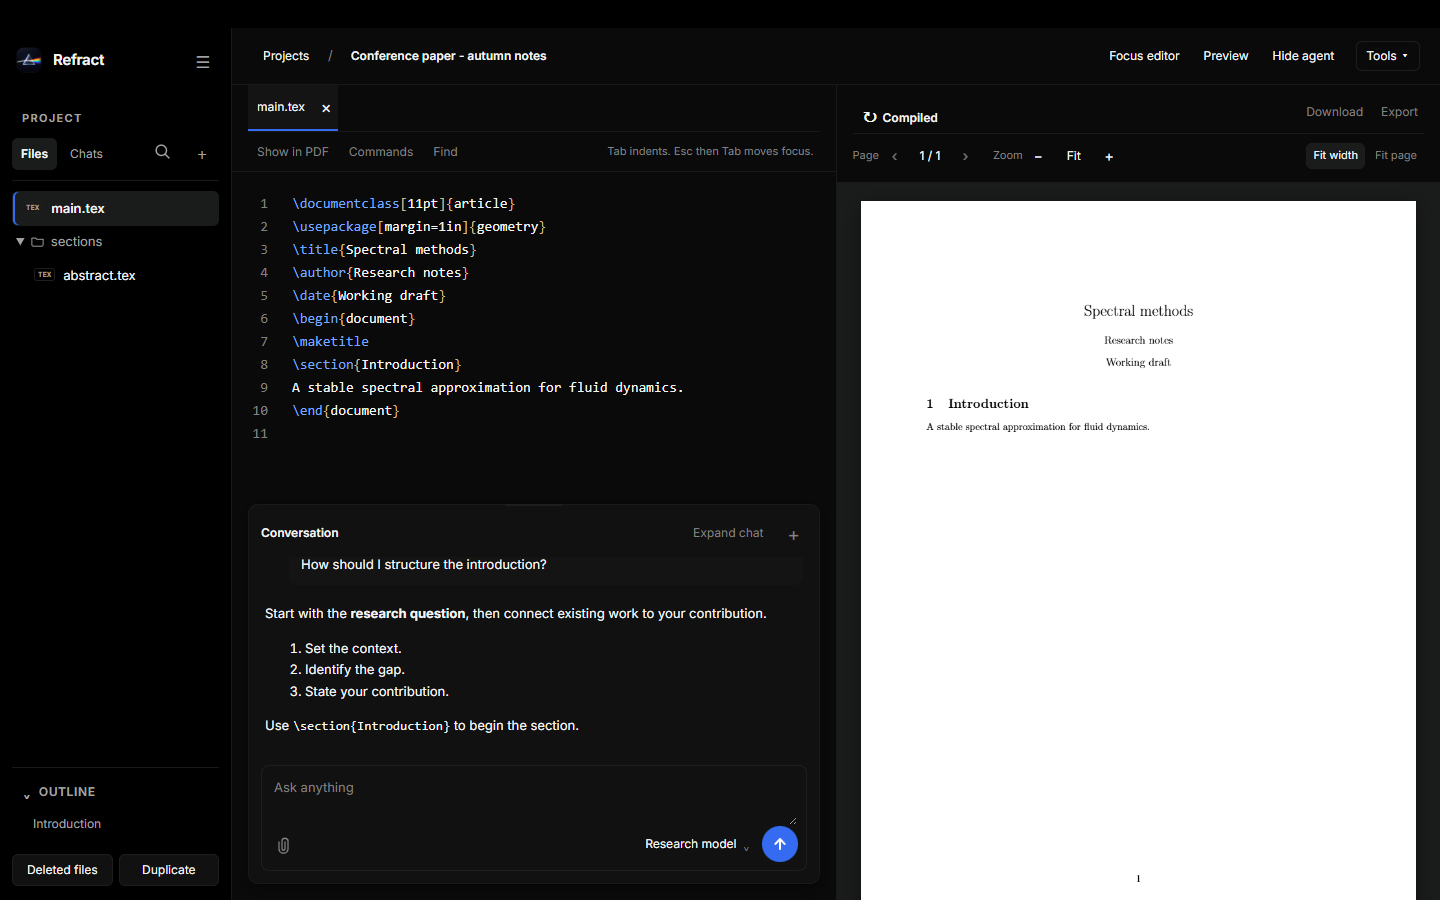 Refract
☰
PROJECT
Files Chats +
TEX main.tex
▼ sections
TEX abstract.tex
OUTLINE
Introduction
Deleted files Duplicate
Projects / Conference paper - autumn notes
Focus editor Preview Hide agent Tools
main.tex ×
Show in PDF Commands Find Tab indents. Esc then Tab moves focus.
1 \documentclass[11pt]{article}
2 \usepackage[margin=1in]{geometry}
3 \title{Spectral methods}
4 \author{Research notes}
5 \date{Working draft}
6 \begin{document}
7 \maketitle
8 \section{Introduction}
9 A stable spectral approximation for fluid dynamics.
10 \end{document}
11
Conversation Expand chat +
How should I structure the introduction?
Start with the research question, then connect existing work to your contribution.
1. Set the context.
2. Identify the gap.
3. State your contribution.
Use \section{Introduction} to begin the section.
Ask anything
Research model
↻ Compiled Download Export
Page ‹ 1 / 1 › Zoom − Fit + Fit width Fit page
Spectral methods
Research notes
Working draft
1 Introduction
A stable spectral approximation for fluid dynamics.
1